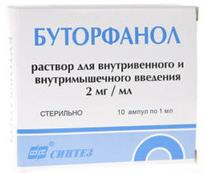 БУТОРФАНОЛ
раствор для внутривенного и
внутримышечного введения
2 мг / мл
СТЕРИЛЬНО
10 ампул по 1 мл
СИНТЕЗ